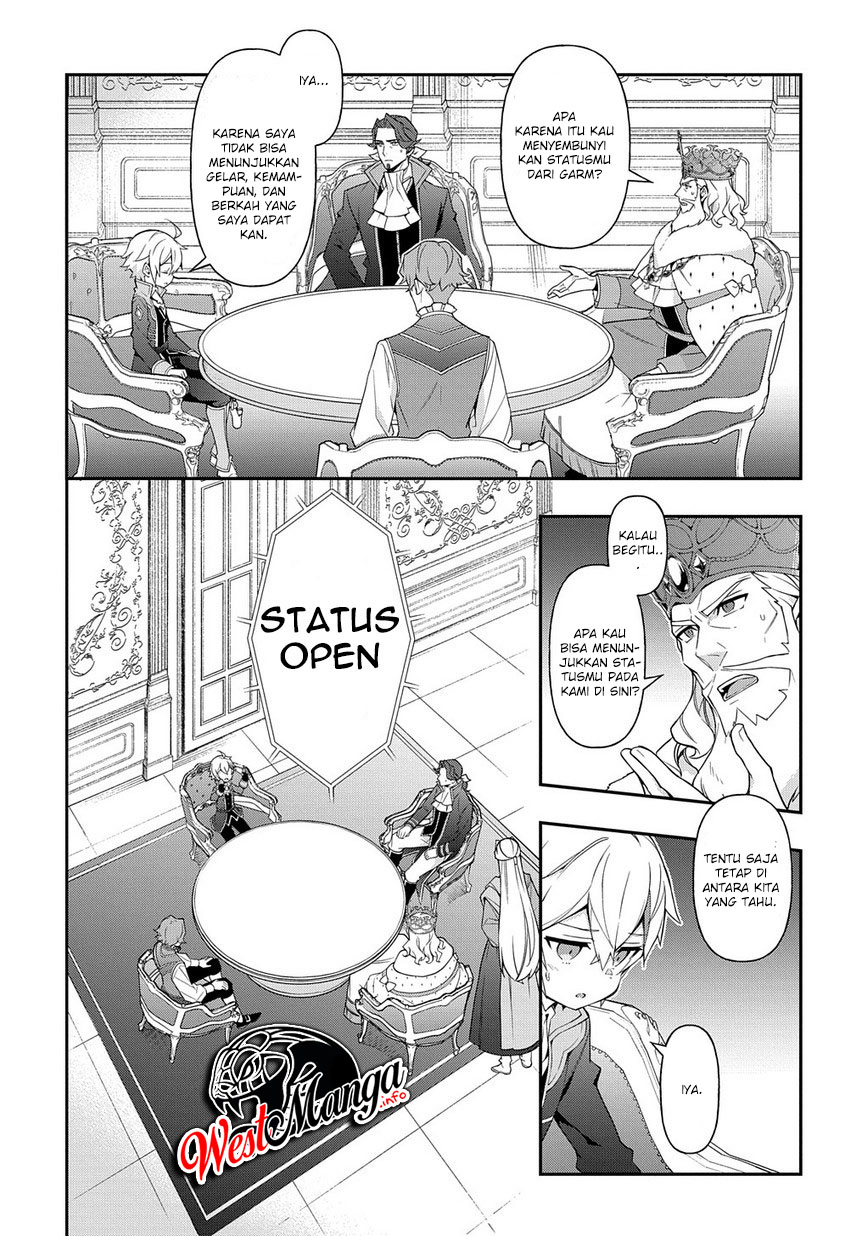 APA
KARENA ITU KAU
MENYEMBUNYI
KAN STATUSMU
DARI GARM?
IYA...
KARENA SAYA
TIDAK BISA
MENUNJUKKAN
GELAR, KEMAM-
PUAN, DAN
BERKAH YANG
SAYA DAPAT
KAN.
KALAU
BEGITU..
.
APA KAU
BISA MENUN-
JUKKAN STA-
TUSMU PADA
KAMI DI SINI?
TENTU SAJA
TETAP DI
ANTARA KITA
YANG TAHU.
IYA.
STATUS
OPEN
WestManga
.info